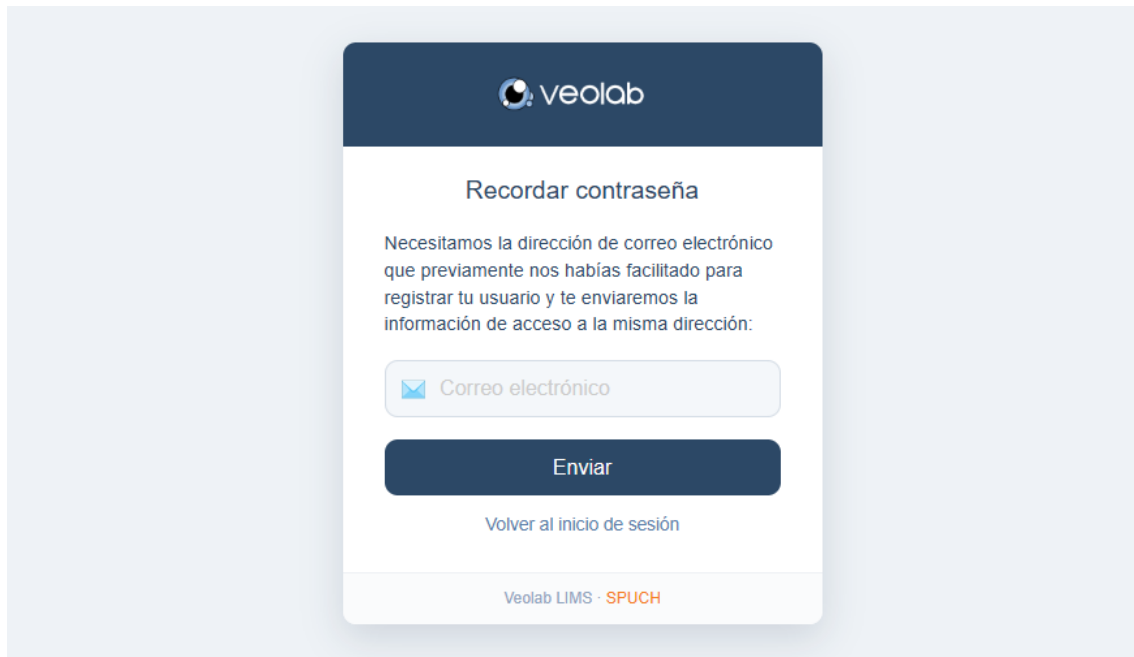 veolab
Recordar contraseña
Necesitamos la dirección de correo electrónico
que previamente nos habías facilitado para
registrar tu usuario y te enviaremos la
información de acceso a la misma dirección:
Correo electrónico
Enviar
Volver al inicio de sesión
Veolab LIMS · SPUCH